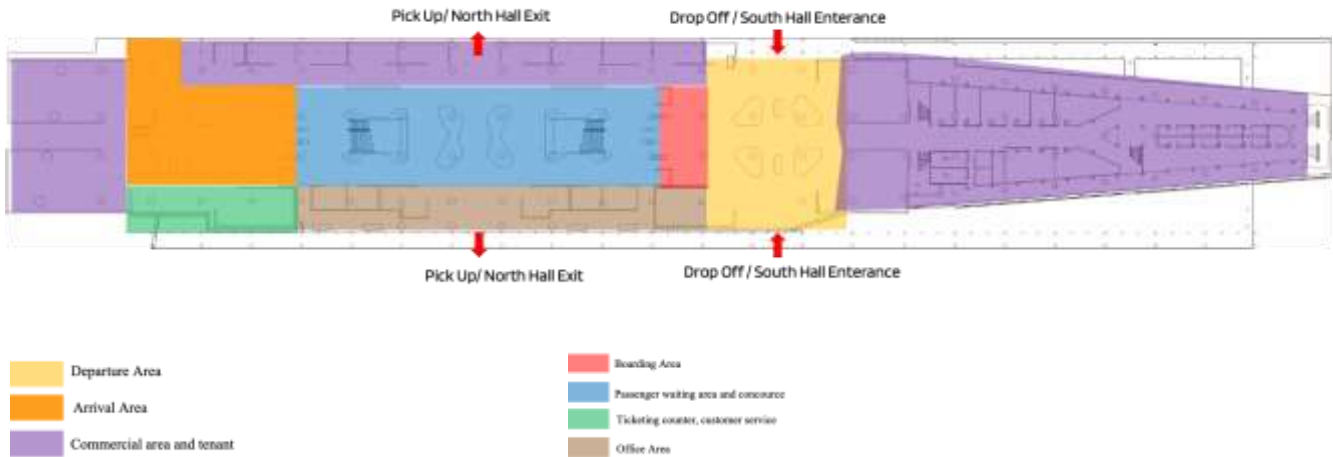 Pick Up/ North Hall Exit
Drop Off / South Hall Enterance
Pick Up/ North Hall Exit
Drop Off / South Hall Enterance
Departure Area
Arrival Area
Commercial area and tenant
Boarding Area
Passenger waiting area and concource
Ticketing counter, customer service
Office Area